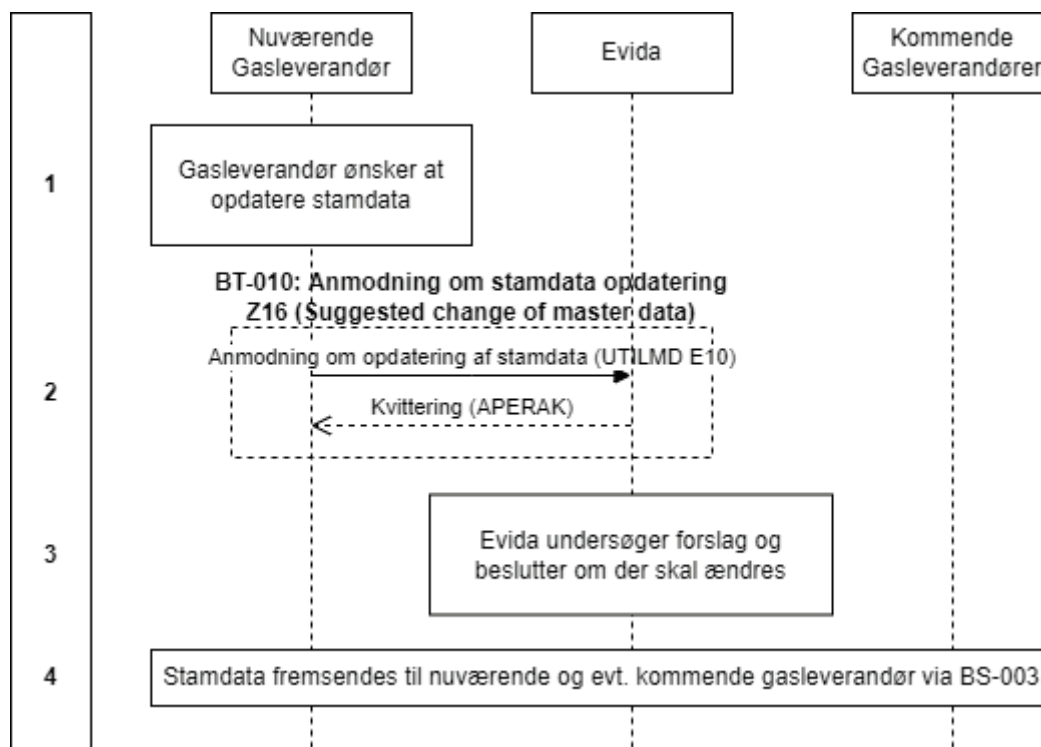 Nuværende
Gasleverandør
Evida
Kommende
Gasleverandører
1
Gasleverandør ønsker at
opdatere stamdata
BT-010: Anmodning om stamdata opdatering
Z16 (Suggested change of master data)
2
Anmodning om opdatering af stamdata (UTILMD E10)
Kvittering (APERAK)
3
Evida undersøger forslag og
beslutter om der skal ændres
4
Stamdata fremsendes til nuværende og evt. kommende gasleverandør via BS-003